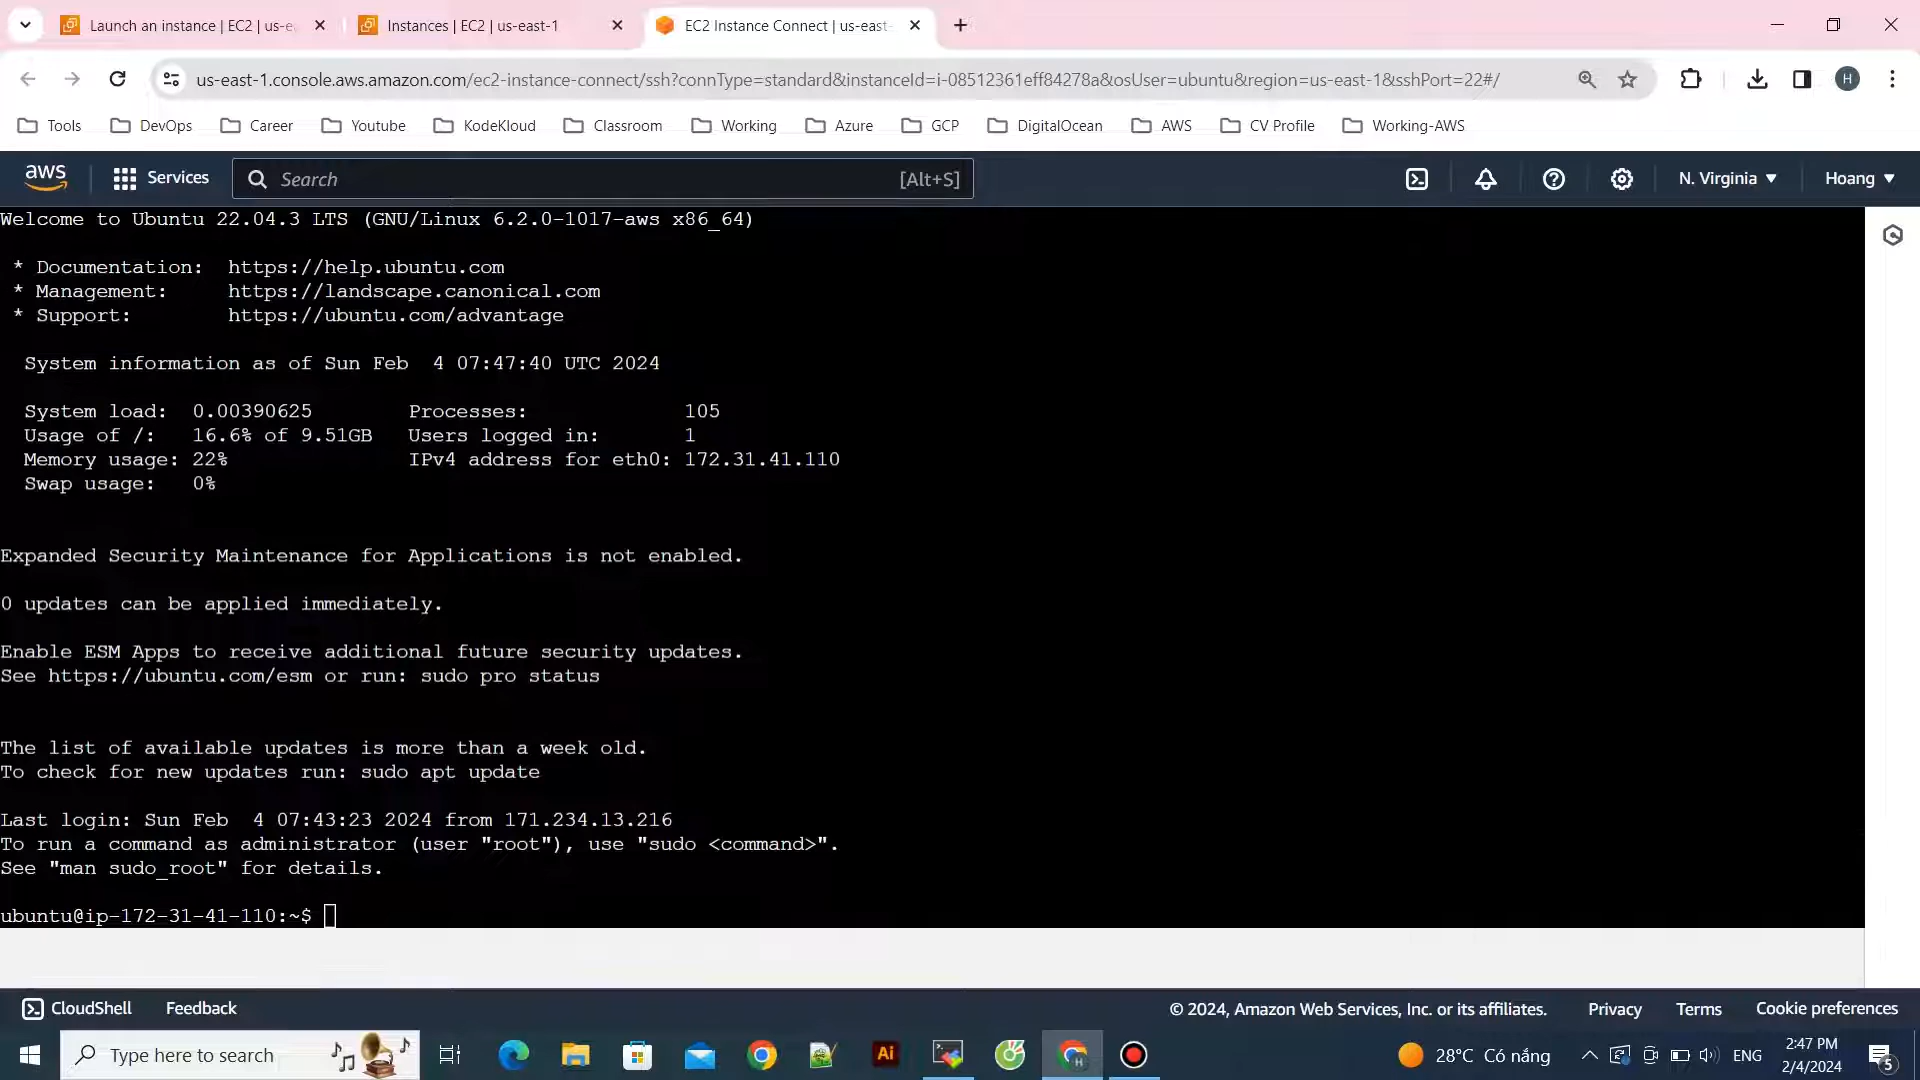 Launch an instance | EC2 | us-e
Instances | EC2 | us-east-1
EC2 Instance Connect | us-east-
us-east-1.console.aws.amazon.com/ec2-instance-connect/ssh?connType=standard&instanceId=i-08512361eff84278a&osUser=ubuntu&region=us-east-1&sshPort=22#/
H
Tools
DevOps
Career
Youtube
KodeKloud
Classroom
Working
Azure
GCP
DigitalOcean
AWS
CV Profile
Working-AWS
aws
Services
Search
[Alt+S]
N. Virginia
Hoang
Welcome to Ubuntu 22.04.3 LTS (GNU/Linux 6.2.0-1017-aws x86_64)
* Documentation:  https://help.ubuntu.com
* Management:     https://landscape.canonical.com
* Support:        https://ubuntu.com/advantage
System information as of Sun Feb  4 07:47:40 UTC 2024
System load:  0.00390625        Processes:             105
Usage of /:   16.6% of 9.51GB   Users logged in:       1
Memory usage: 22%               IPv4 address for eth0: 172.31.41.110
Swap usage:   0%
Expanded Security Maintenance for Applications is not enabled.
0 updates can be applied immediately.
Enable ESM Apps to receive additional future security updates.
See https://ubuntu.com/esm or run: sudo pro status
The list of available updates is more than a week old.
To check for new updates run: sudo apt update
Last login: Sun Feb  4 07:43:23 2024 from 171.234.13.216
To run a command as administrator (user "root"), use "sudo <command>".
See "man sudo_root" for details.
ubuntu@ip-172-31-41-110:~$
CloudShell
Feedback
© 2024, Amazon Web Services, Inc. or its affiliates.
Privacy
Terms
Cookie preferences
Type here to search
Ai
H
28°C Có nắng
ENG
2:47 PM
2/4/2024
5